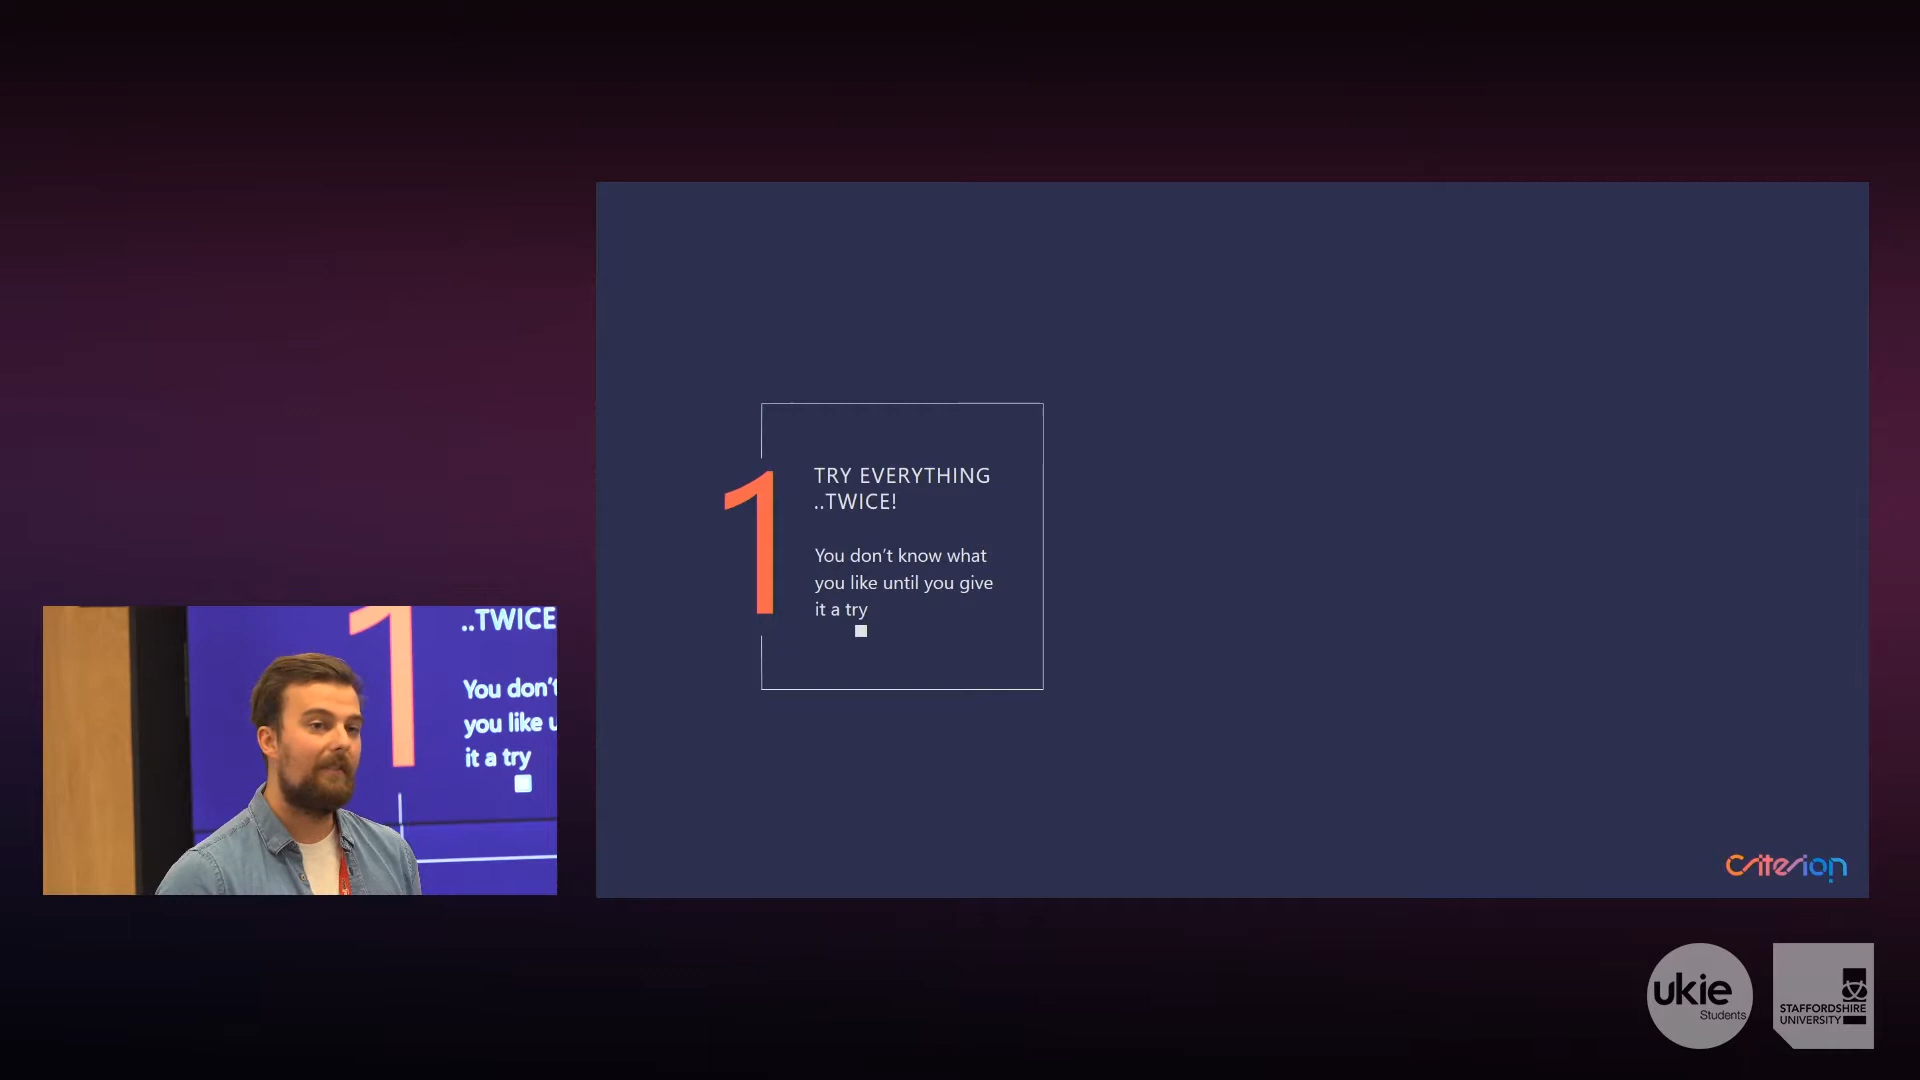 1
TRY EVERYTHING
..TWICE!
You don't know what
you like until you give
it a try
1
..TWICE
You don't
you like u
it a try
Criterion
ukie
Students
STAFFORDSHIRE
UNIVERSITY